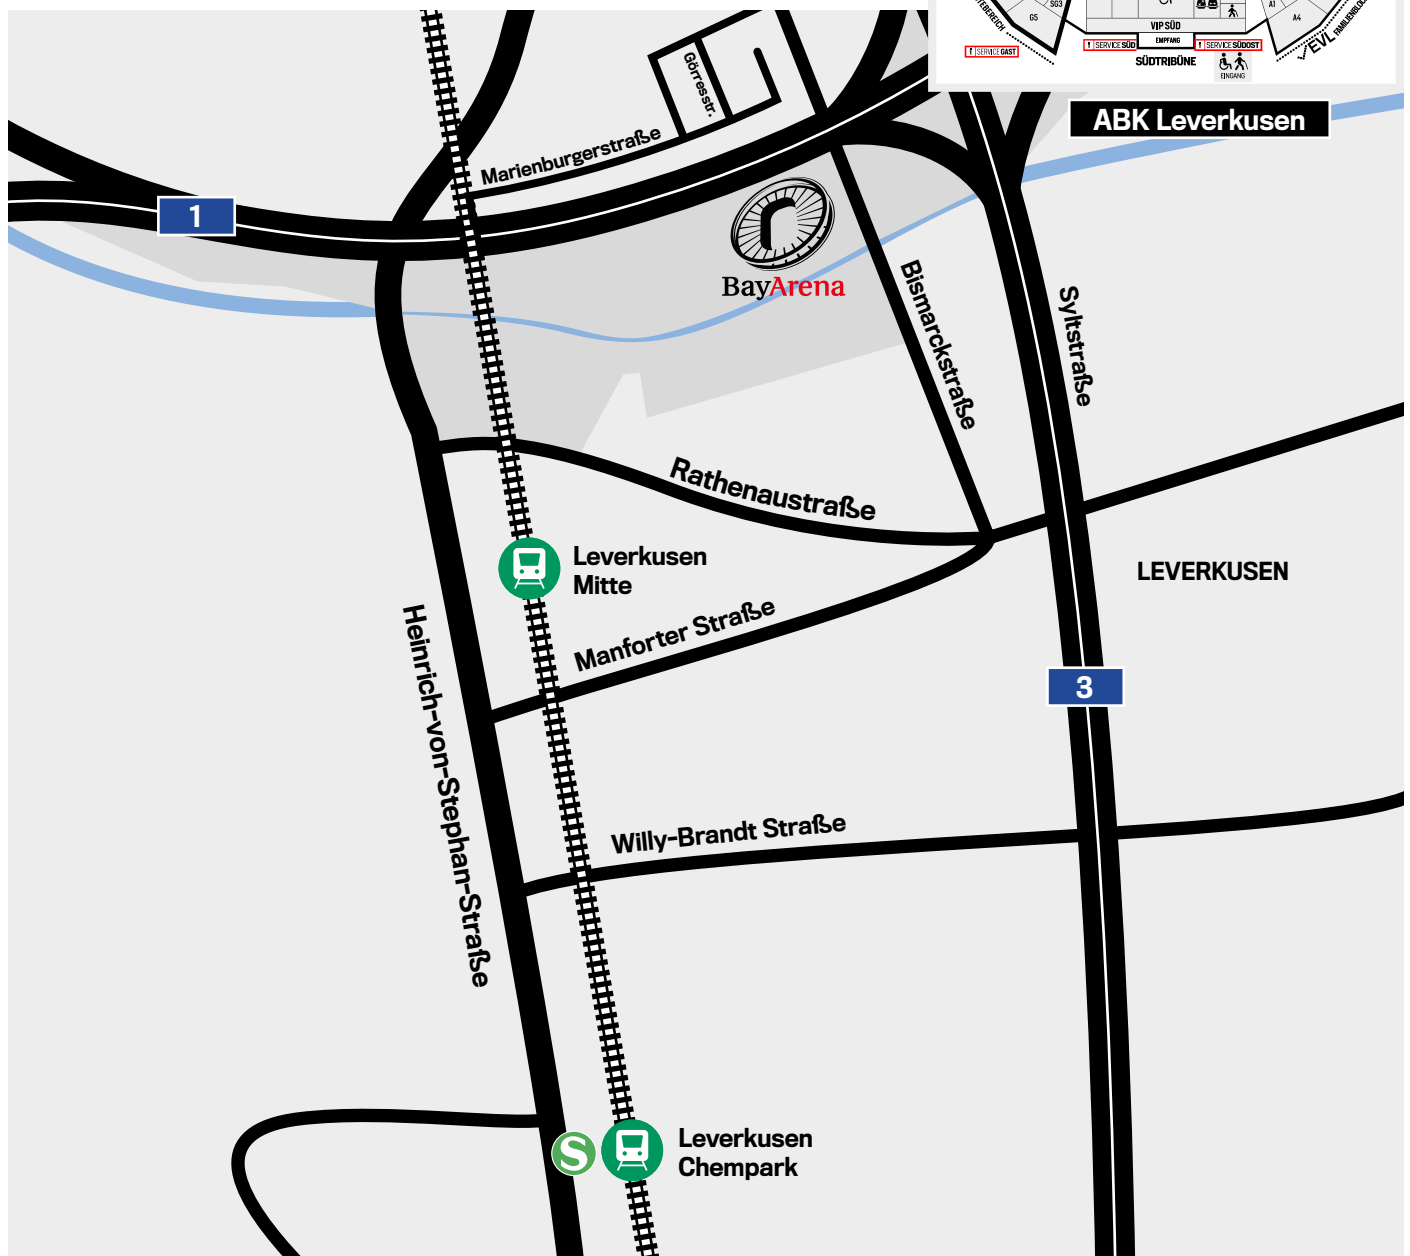 SG3
G5
A1
A4
VIP SÜD
EMPFANG
SERVICE GAST
SERVICE SÜD
SERVICE SÜDOST
SÜDTRIBÜNE
EINGANG
EVL
ABK Leverkusen
Görresstr.
Marienburgerstraße
1
BayArena
Bismarckstraße
Syltstraße
Rathenaustraße
Leverkusen
Mitte
LEVERKUSEN
Manforter Straße
Heinrich-von-Stephan-Straße
3
Willy-Brandt Straße
S
Leverkusen
Chempark